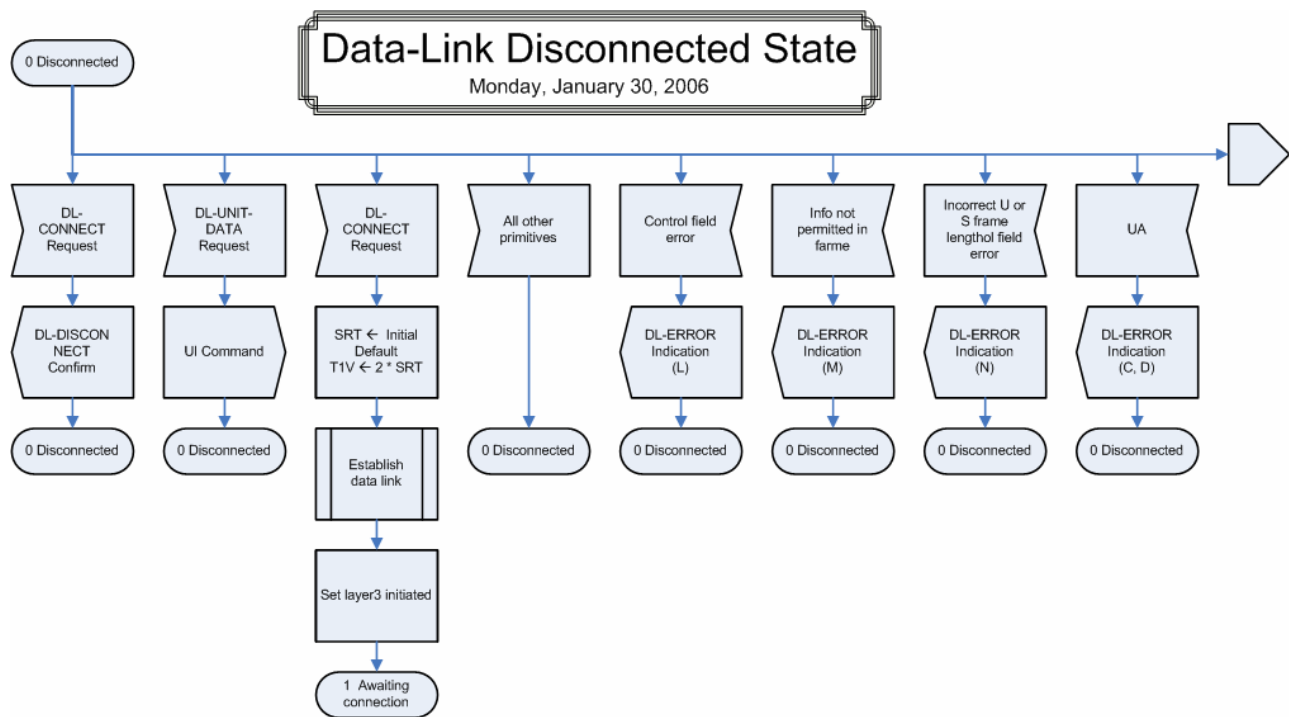 Data-Link Disconnected State
Monday, January 30, 2006
0 Disconnected
DL-
CONNECT
Request
DL-UNIT-
DATA
Request
DL-
CONNECT
Request
All other
primitives
Control field
error
Info not
permitted in
farme
Incorrect U or
S frame
lengthol field
error
UA
DL-DISCON
NECT
Confirm
UI Command
SRT ← Initial
Default
T1V ← 2 * SRT
DL-ERROR
Indication
(L)
DL-ERROR
Indication
(M)
DL-ERROR
Indication
(N)
DL-ERROR
Indication
(C, D)
0 Disconnected
0 Disconnected
Establish
data link
0 Disconnected
0 Disconnected
0 Disconnected
0 Disconnected
0 Disconnected
Set layer3 initiated
1 Awaiting
connection